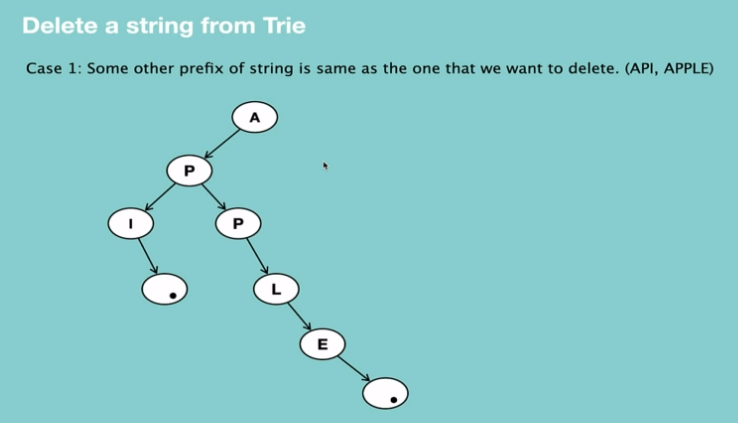 Delete a string from Trie
Case 1: Some other prefix of string is same as the one that we want to delete. (API, APPLE)
A
P
I
P
L
E